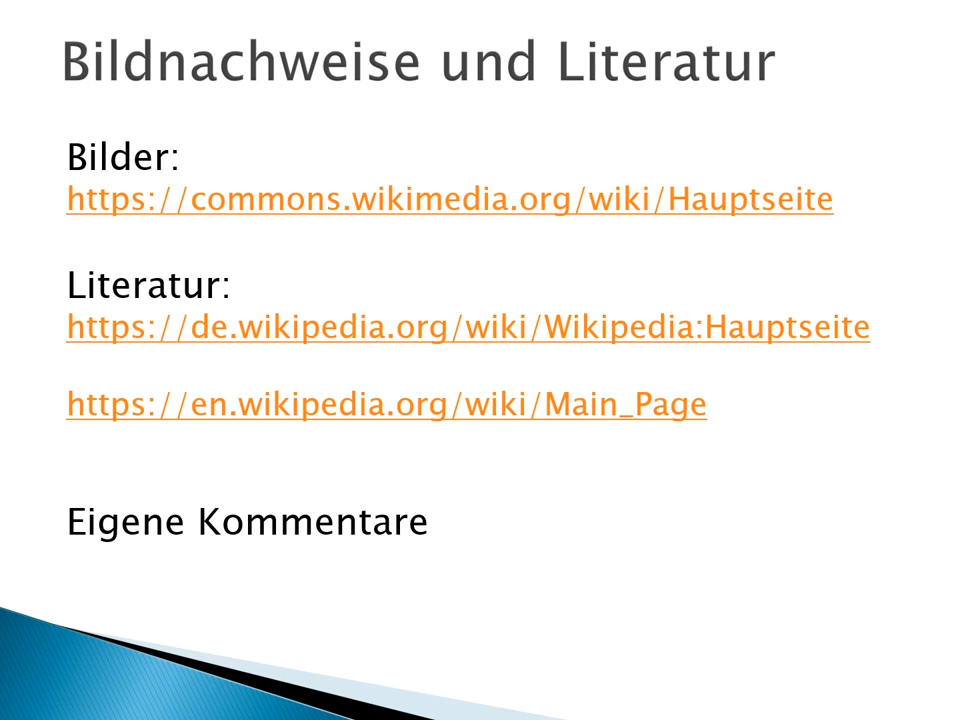 Bildnachweise und Literatur
Bilder:
https://commons.wikimedia.org/wiki/Hauptseite
Literatur:
https://de.wikipedia.org/wiki/Wikipedia:Hauptseite
https://en.wikipedia.org/wiki/Main_Page
Eigene Kommentare